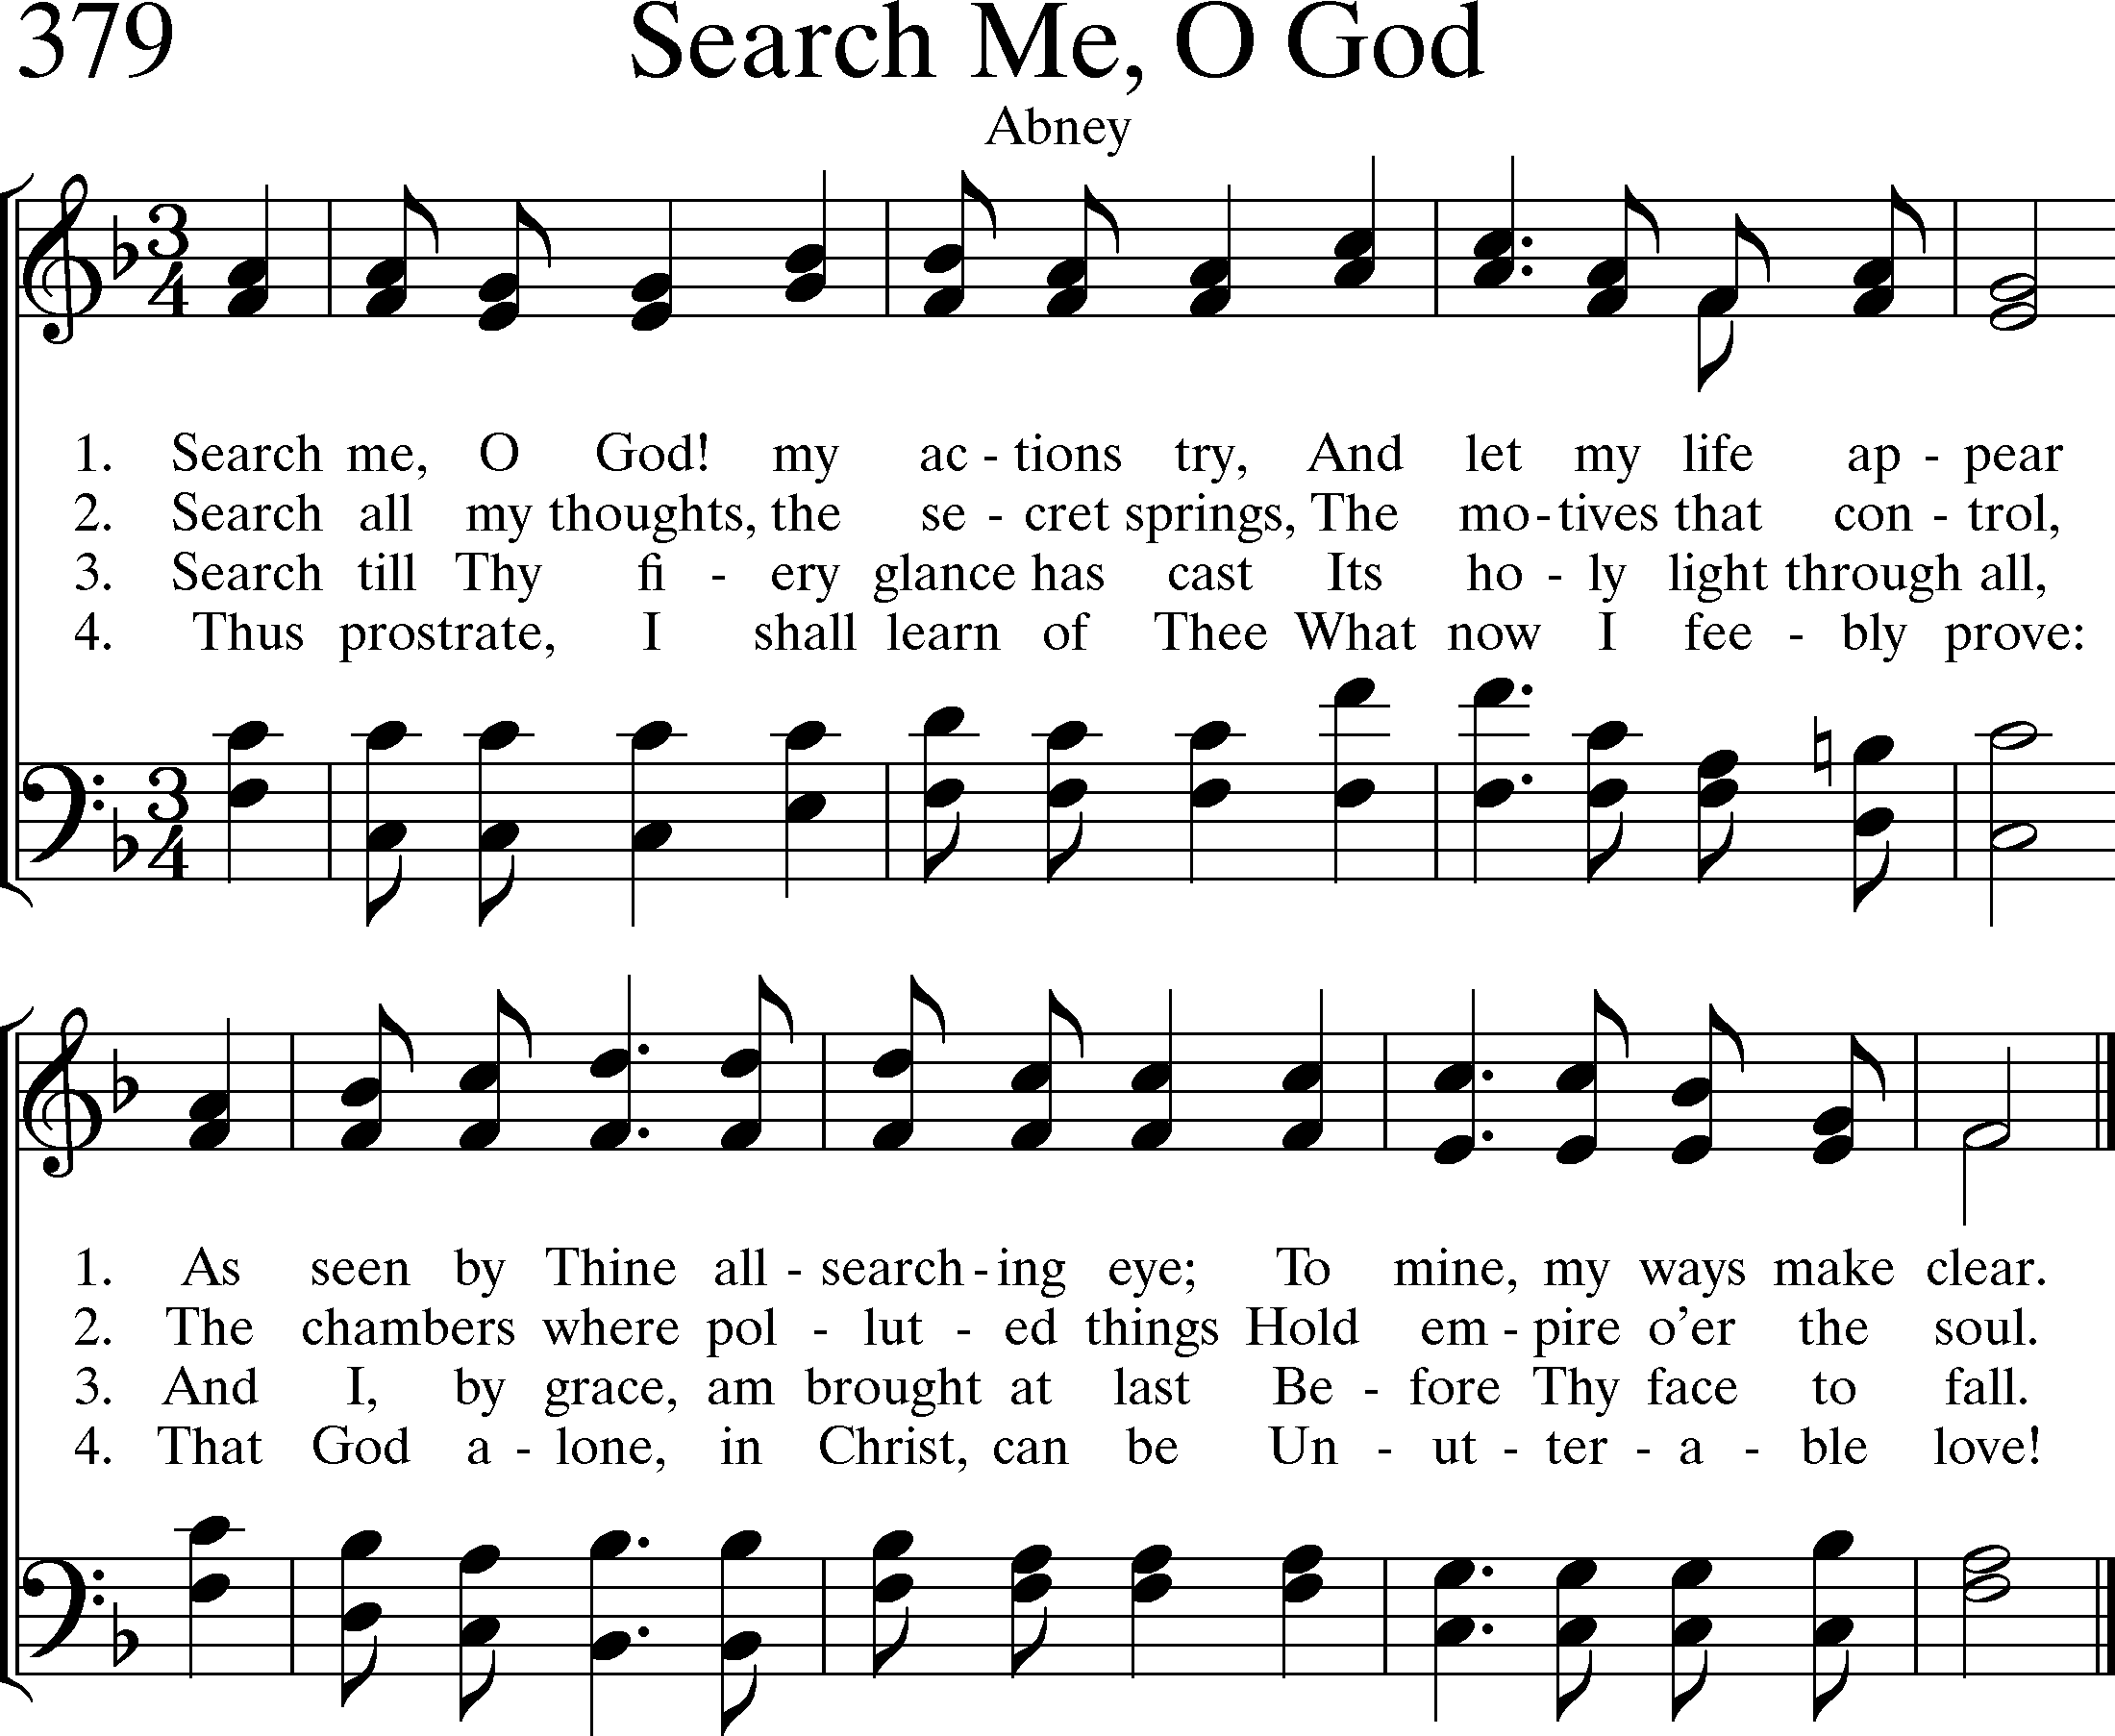 379 Search Me, O God
Abney
3 4
1. Search me, O God! my ac - tions try, And let my life ap - pear
2. Search all my thoughts, the se - cret springs, The mo - tives that con - trol,
3. Search till Thy fi - ery glance has cast Its ho - ly light through all,
4. Thus prostrate, I shall learn of Thee What now I fee - bly prove:
3 4
1. As seen by Thine all - search - ing eye; To mine, my ways make clear.
2. The chambers where pol - lut - ed things Hold em - pire o'er the soul.
3. And I, by grace, am brought at last Be - fore Thy face to fall.
4. That God a - lone, in Christ, can be Un - ut - ter - a - ble love!